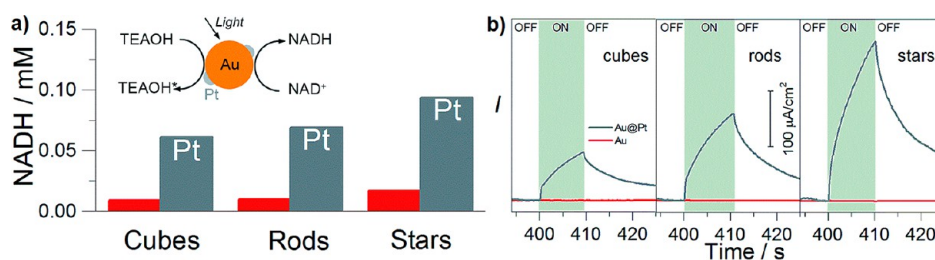 a)
Light
TEAOH
NADH
Au
TEAOH*
Pt
NAD+
NADH / mM
0.15
0.10
0.05
0.00
Pt
Pt
Pt
Cubes
Rods
Stars
b)
OFF ON OFF
OFF ON OFF
OFF ON OFF
cubes
rods
stars
I
100 µA/cm²
Au@Pt
Au
400 410 420
400 410 420
400 410 420
Time / s